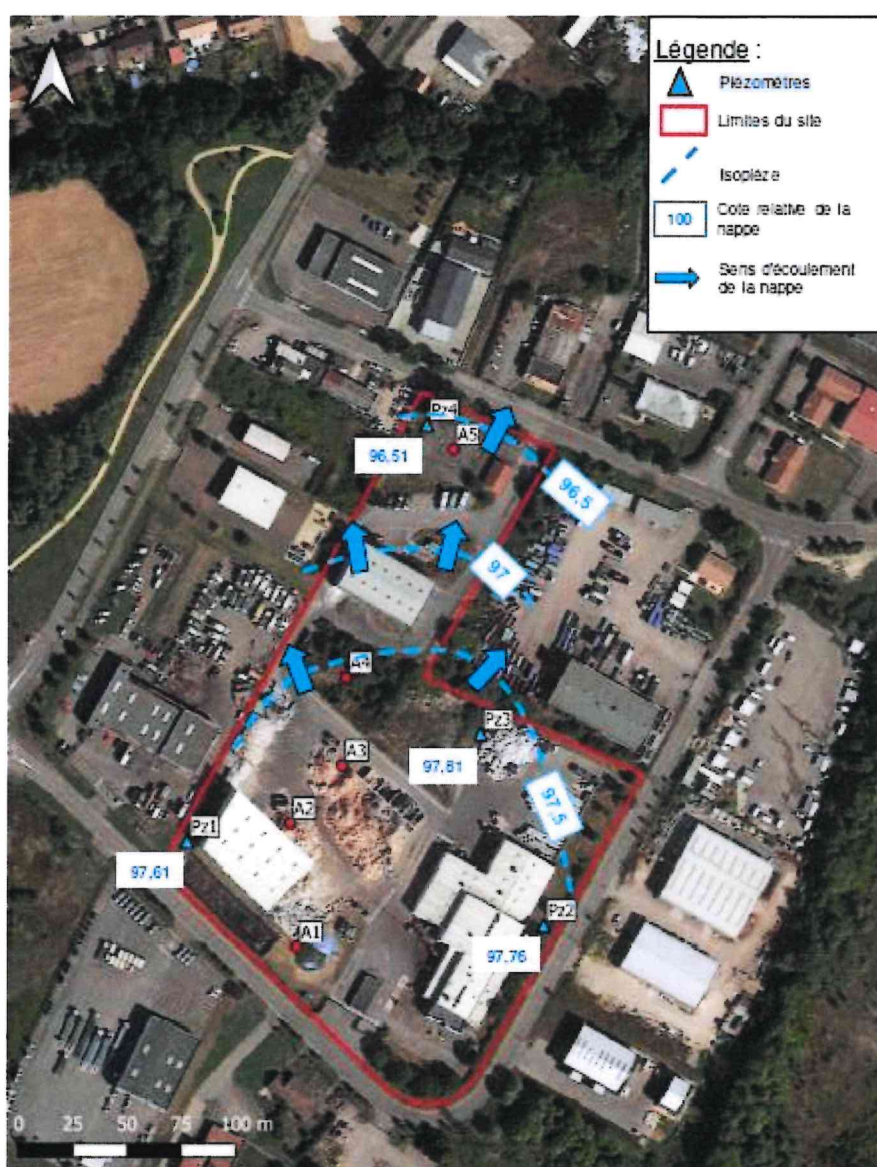 Légende :
Piézomètres
Limites du site
Isopièze
100
Cote relative de la
nappe
Sens d'écoulement
de la nappe
Pz4
A5
96,51
96,5
97
A4
Pz3
A3
97,61
97,5
A2
Pz1
97,61
Pz2
A1
97,76
0 25 50 75 100 m